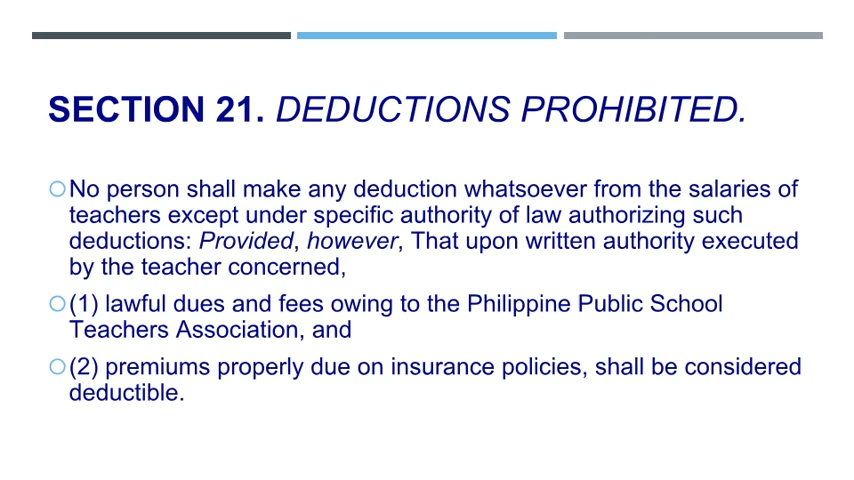 SECTION 21. DEDUCTIONS PROHIBITED.
No person shall make any deduction whatsoever from the salaries of
teachers except under specific authority of law authorizing such
deductions: Provided, however, That upon written authority executed
by the teacher concerned,
(1) lawful dues and fees owing to the Philippine Public School
Teachers Association, and
(2) premiums properly due on insurance policies, shall be considered
deductible.